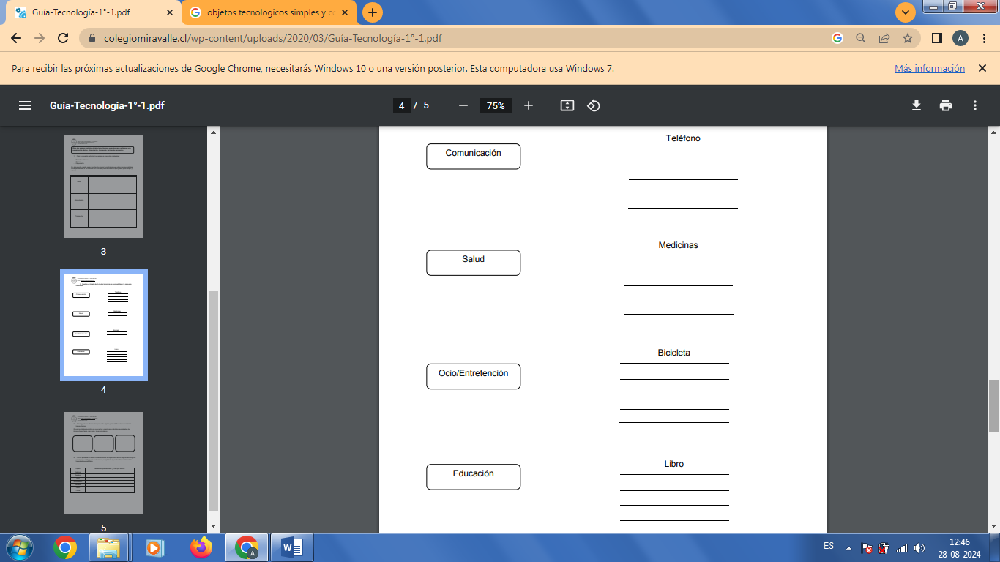 Guía-Tecnología-1°-1.pdf
objetos tecnologicos simples y co
colegiomiravalle.cl/wp-content/uploads/2020/03/Guía-Tecnología-1°-1.pdf
A
Para recibir las próximas actualizaciones de Google Chrome, necesitarás Windows 10 o una versión posterior. Esta computadora usa Windows 7.
Más información
Guía-Tecnología-1°-1.pdf
4 / 5
75%
3
4
5
Comunicación
Teléfono
Salud
Medicinas
Ocio/Entretención
Bicicleta
Educación
Libro
ES
12:46
28-08-2024